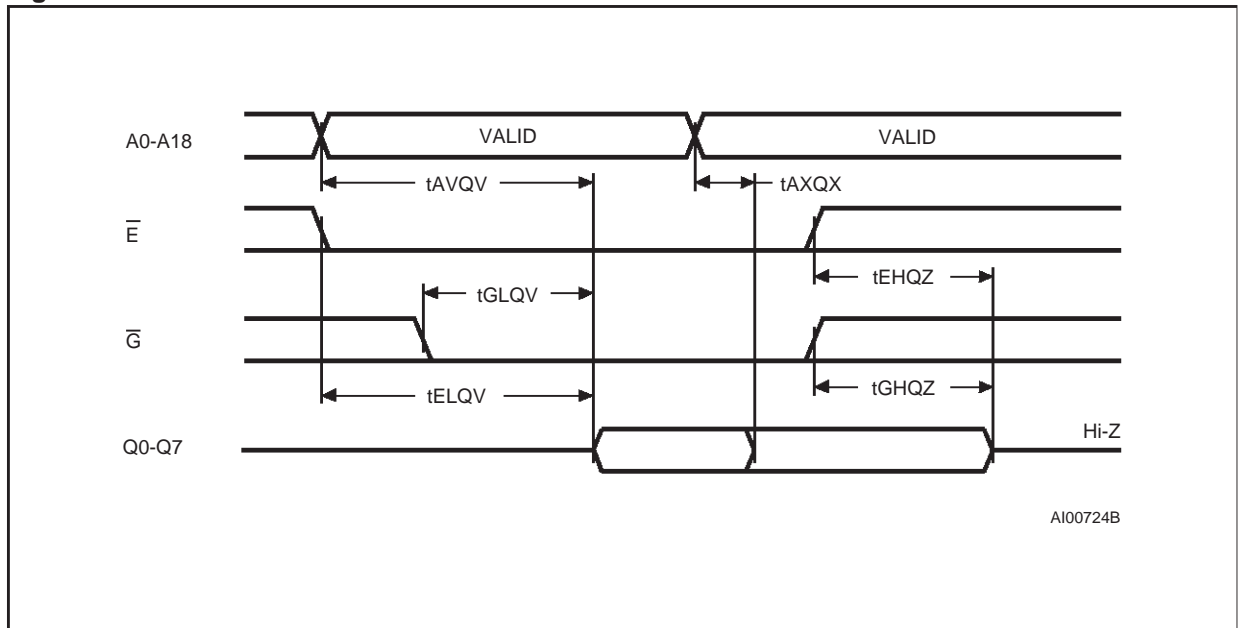 A0-A18
VALID
VALID
tAVQV
tAXQX
E
tEHQZ
tGLQV
G
tELQV
tGHQZ
Q0-Q7
Hi-Z
AI00724B